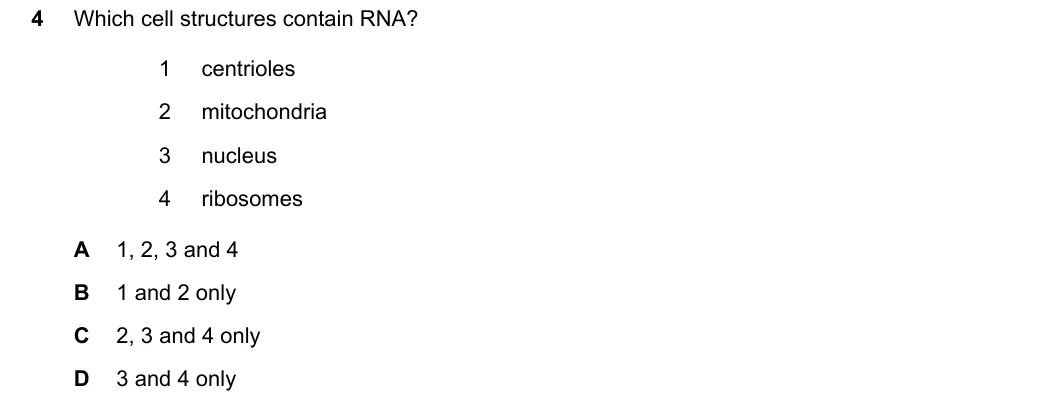 4 Which cell structures contain RNA?
1 centrioles
2 mitochondria
3 nucleus
4 ribosomes
A 1, 2, 3 and 4
B 1 and 2 only
C 2, 3 and 4 only
D 3 and 4 only